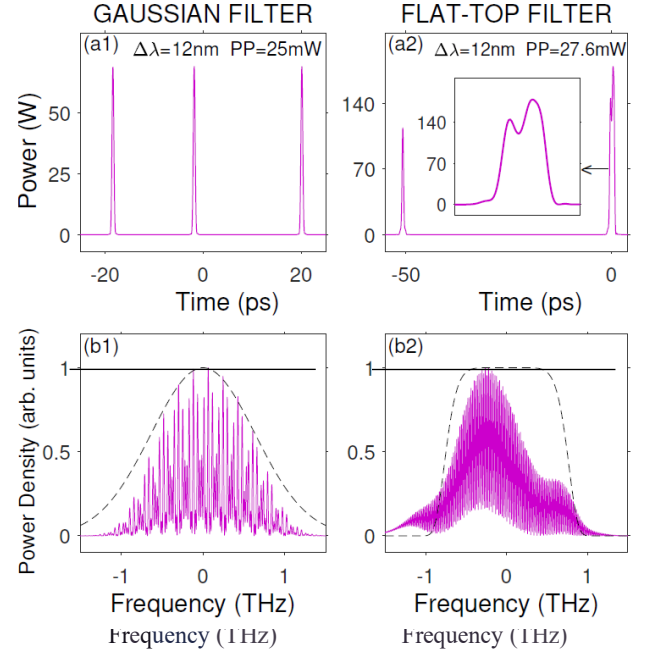 GAUSSIAN FILTER
FLAT-TOP FILTER
(a1)
Δλ=12nm PP=25mW
(a2)
Δλ=12nm PP=27.6mW
Power (W)
50
25
0
-20
0
20
Time (ps)
140
70
0
140
70
0
-50
0
Time (ps)
(b1)
(b2)
Power Density (arb. units)
1
0.5
0
-1
0
1
Frequency (THz)
1
0.5
0
-1
0
1
Frequency (THz)
Frequency (THz)
Frequency (THz)